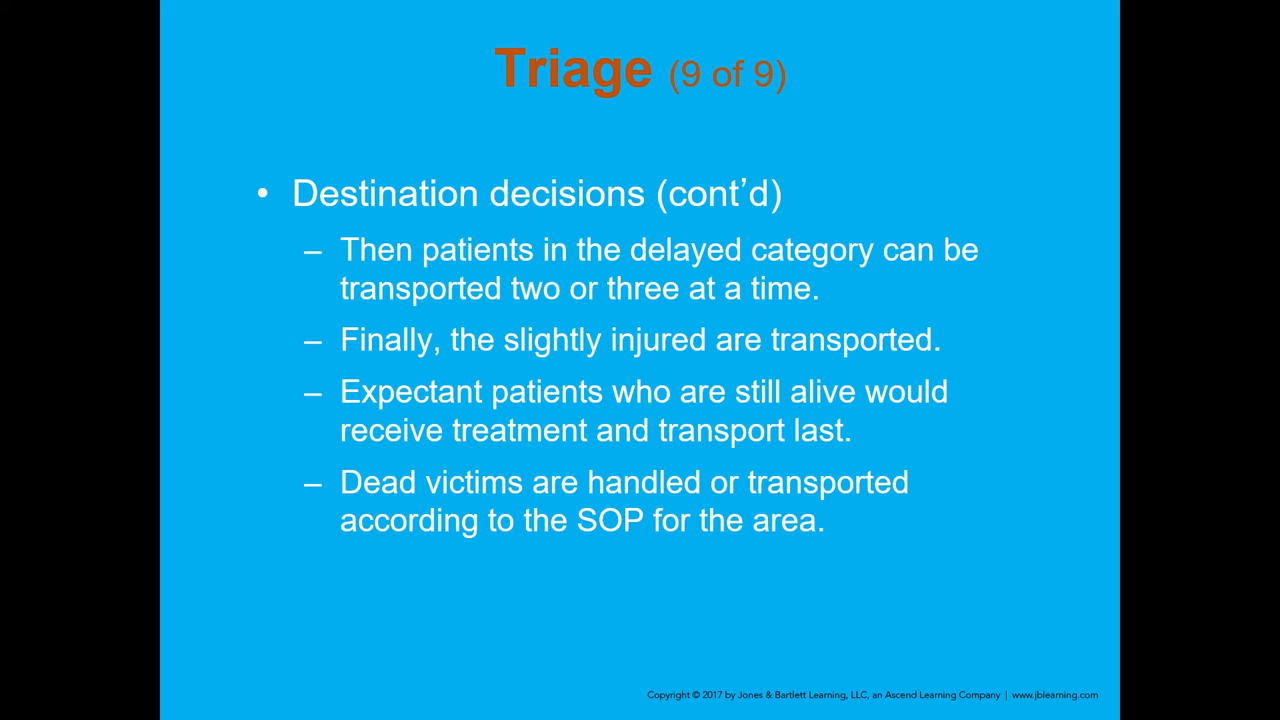 Triage (9 of 9)
• Destination decisions (cont’d)
– Then patients in the delayed category can be
transported two or three at a time.
– Finally, the slightly injured are transported.
– Expectant patients who are still alive would
receive treatment and transport last.
– Dead victims are handled or transported
according to the SOP for the area.
Copyright © 2017 by Jones & Bartlett Learning, LLC, an Ascend Learning Company | www.jblearning.com